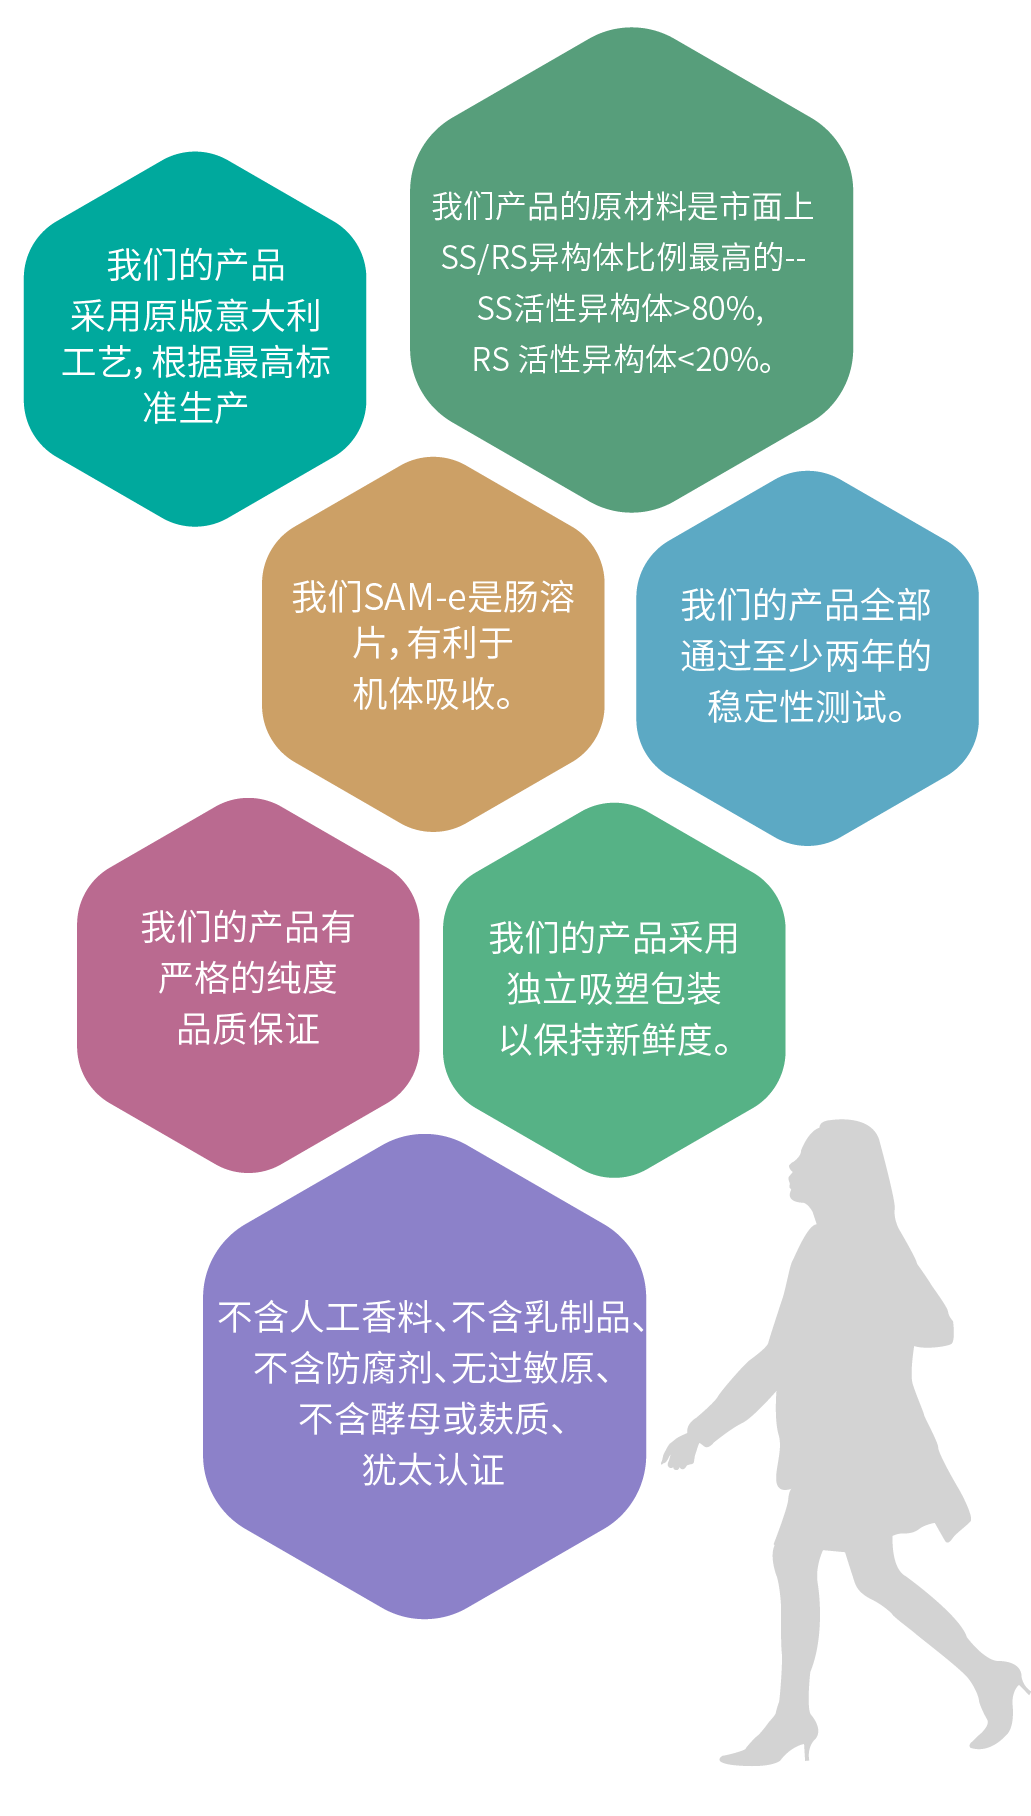 我们的产品
采用原版意大利
工艺，根据最高标
准生产
我们产品的原材料是市面上
SS/RS异构体比例最高的--
SS活性异构体>80%,
RS 活性异构体<20%。
我们SAM-e是肠溶
片，有利于
机体吸收。
我们的产品全部
通过至少两年的
稳定性测试。
我们的产品有
严格的纯度
品质保证
我们的产品采用
独立吸塑包装
以保持新鲜度。
不含人工香料、不含乳制品、
不含防腐剂、无过敏原、
不含酵母或麸质、
犹太认证